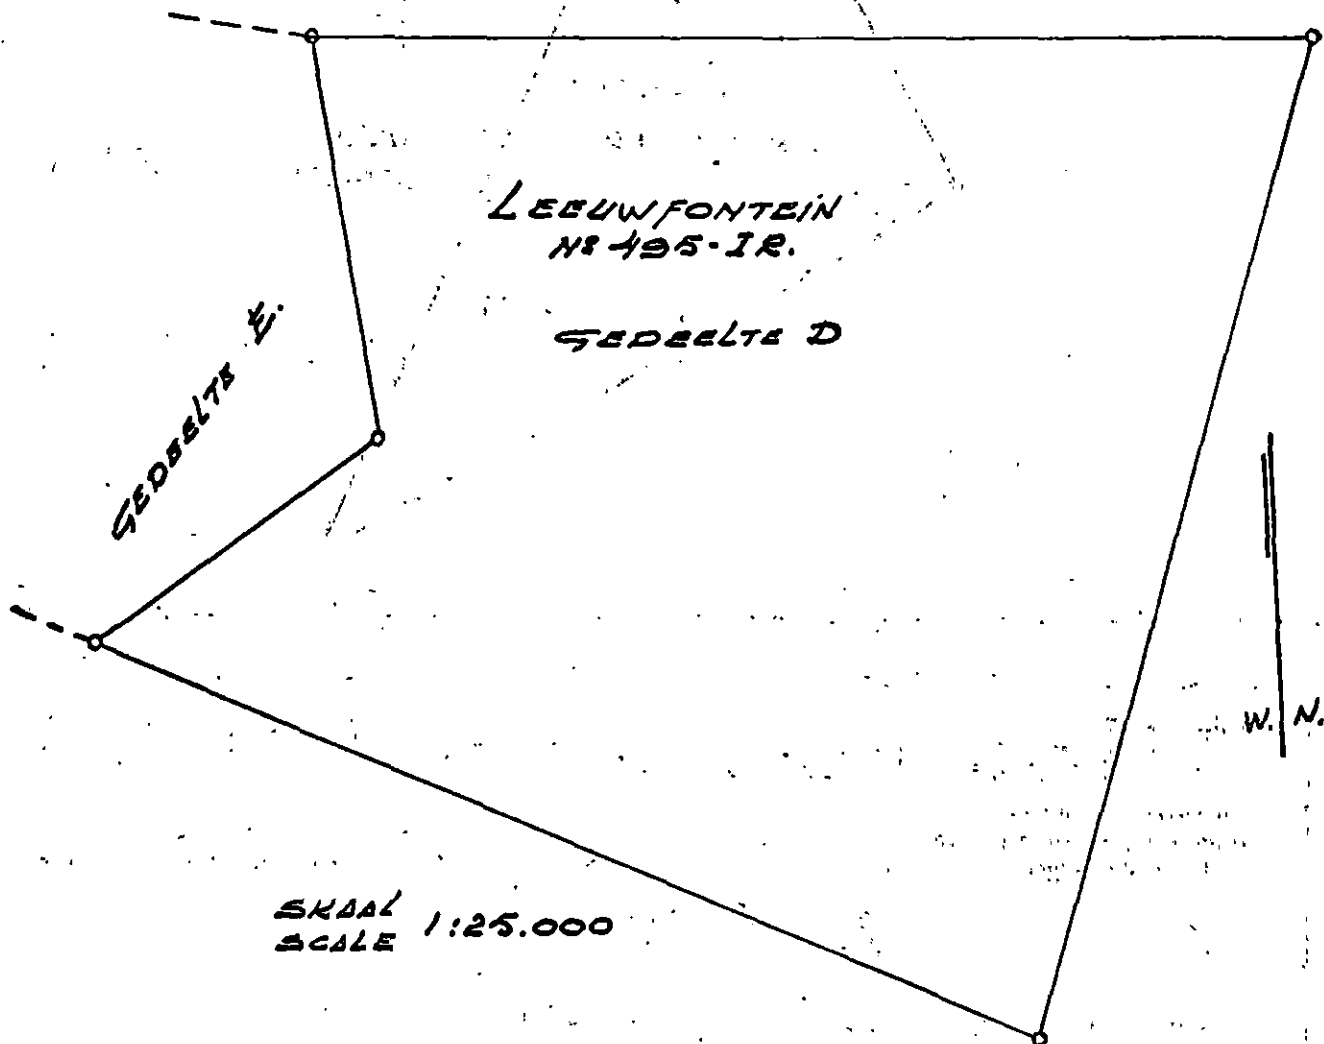 LEEUWFONTEIN
No 495-IR.
GEDEELTE D
GEDEELTE E.
W. N.
SKAAL
SCALE 1:25.000